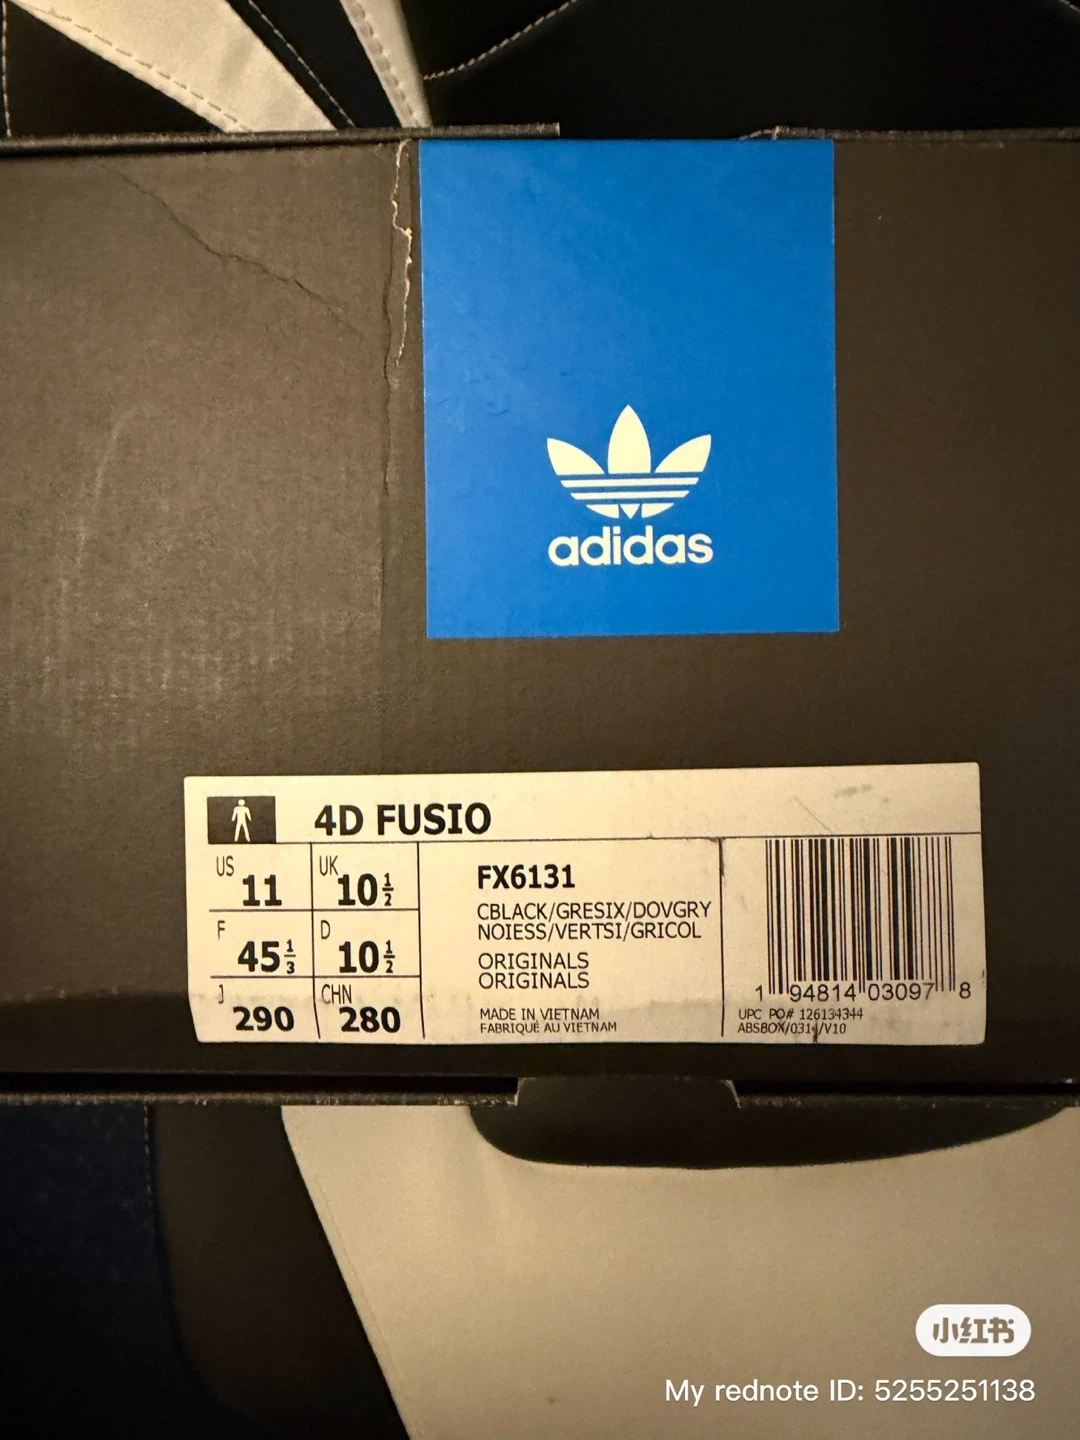 adidas
4D FUSIO
US 11
UK 10½
F 45⅓
D 10½
J 290
CHN 280
FX6131
CBLACK/GRESIX/DOVGRY
NOIESS/VERTSI/GRICOL
ORIGINALS
ORIGINALS
MADE IN VIETNAM
FABRIQUÉ AU VIETNAM
1 94814 03097 8
UPC PO# 126134344
小红书
My rednote ID: 5255251138